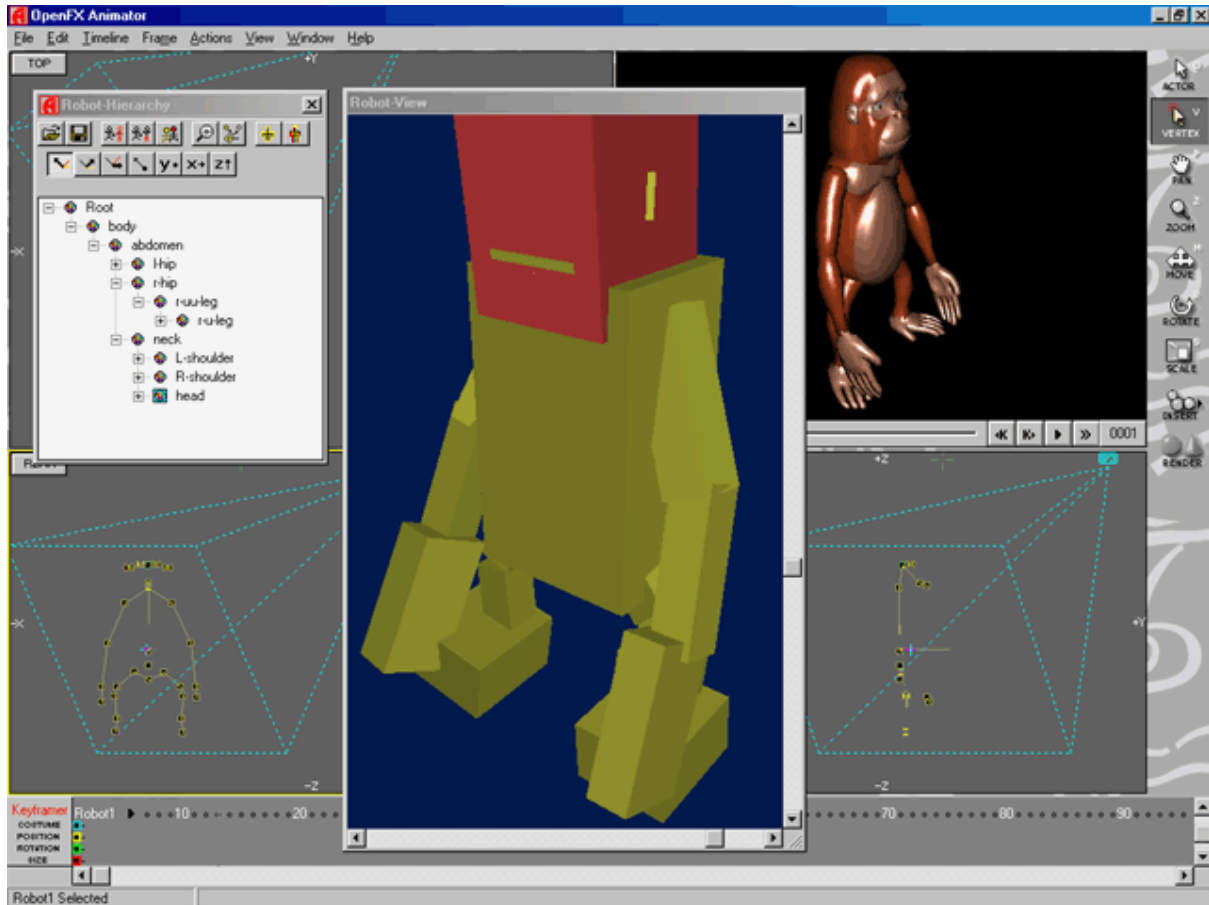 OpenFX Animator
File Edit Timeline Frame Actions View Window Help
TOP
+Y
Robot-Hierarchy
Robot-View
y
x
z
-X
Root
body
abdomen
l-hip
r-hip
r-uu-leg
r-u-leg
neck
L-shoulder
R-shoulder
head
ACTOR
V
VERTEX
PAN
Z
ZOOM
MOVE
ROTATE
SCALE
INSERT
RENDER
K K 0001
+Z
-X
+Y
-Z
-Z
Keyframer Robot1 10 20 70 80 90
COSTUME
POSITION
ROTATION
SIZE
Robot1 Selected